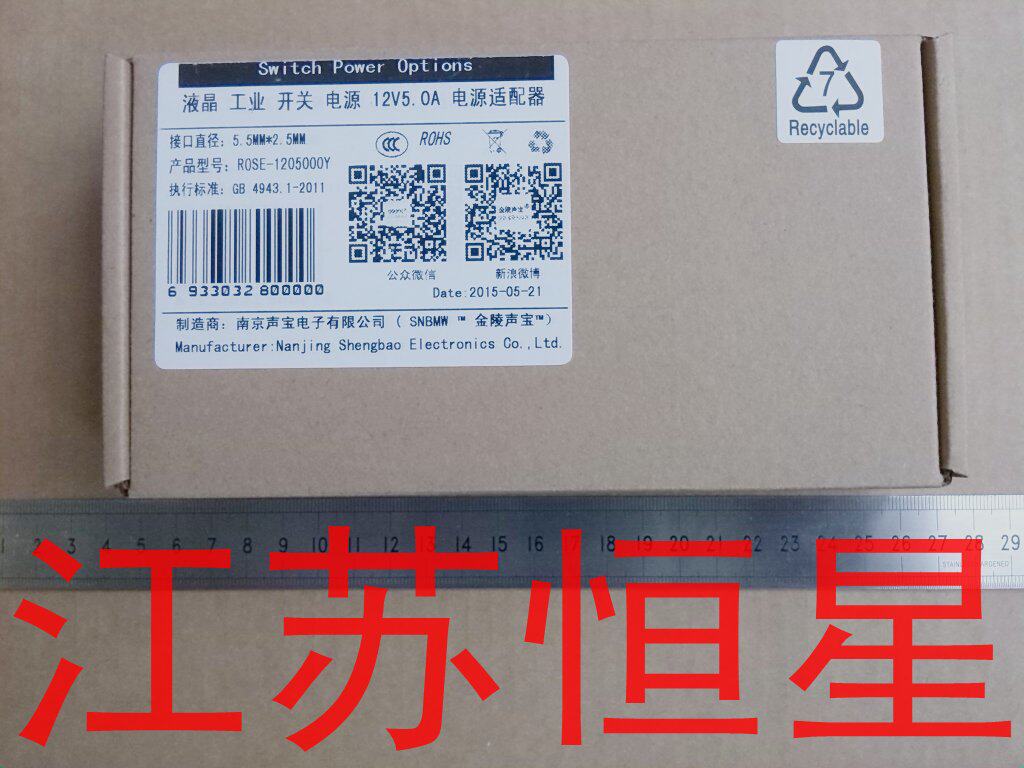 Switch Power Options
液晶 工业 开关 电源 12V5.0A 电源适配器
接口直径: 5.5MM*2.5MM
产品型号: ROSE-1205000Y
执行标准: GB 4943.1-2011
ROHS
6 933032 800000
公众微信
金陵声宝
新浪微博
Date:2015-05-21
制造商: 南京声宝电子有限公司 ( SNBMW ™ 金陵声宝™)
Manufacturer:Nanjing Shengbao Electronics Co.,Ltd.
7
Recyclable
1 2 3 4 5 6 7 8 9 10 11 12 13 14 15 16 17 18 19 20 21 22 23 24 25 26 27 28 29
江苏恒星